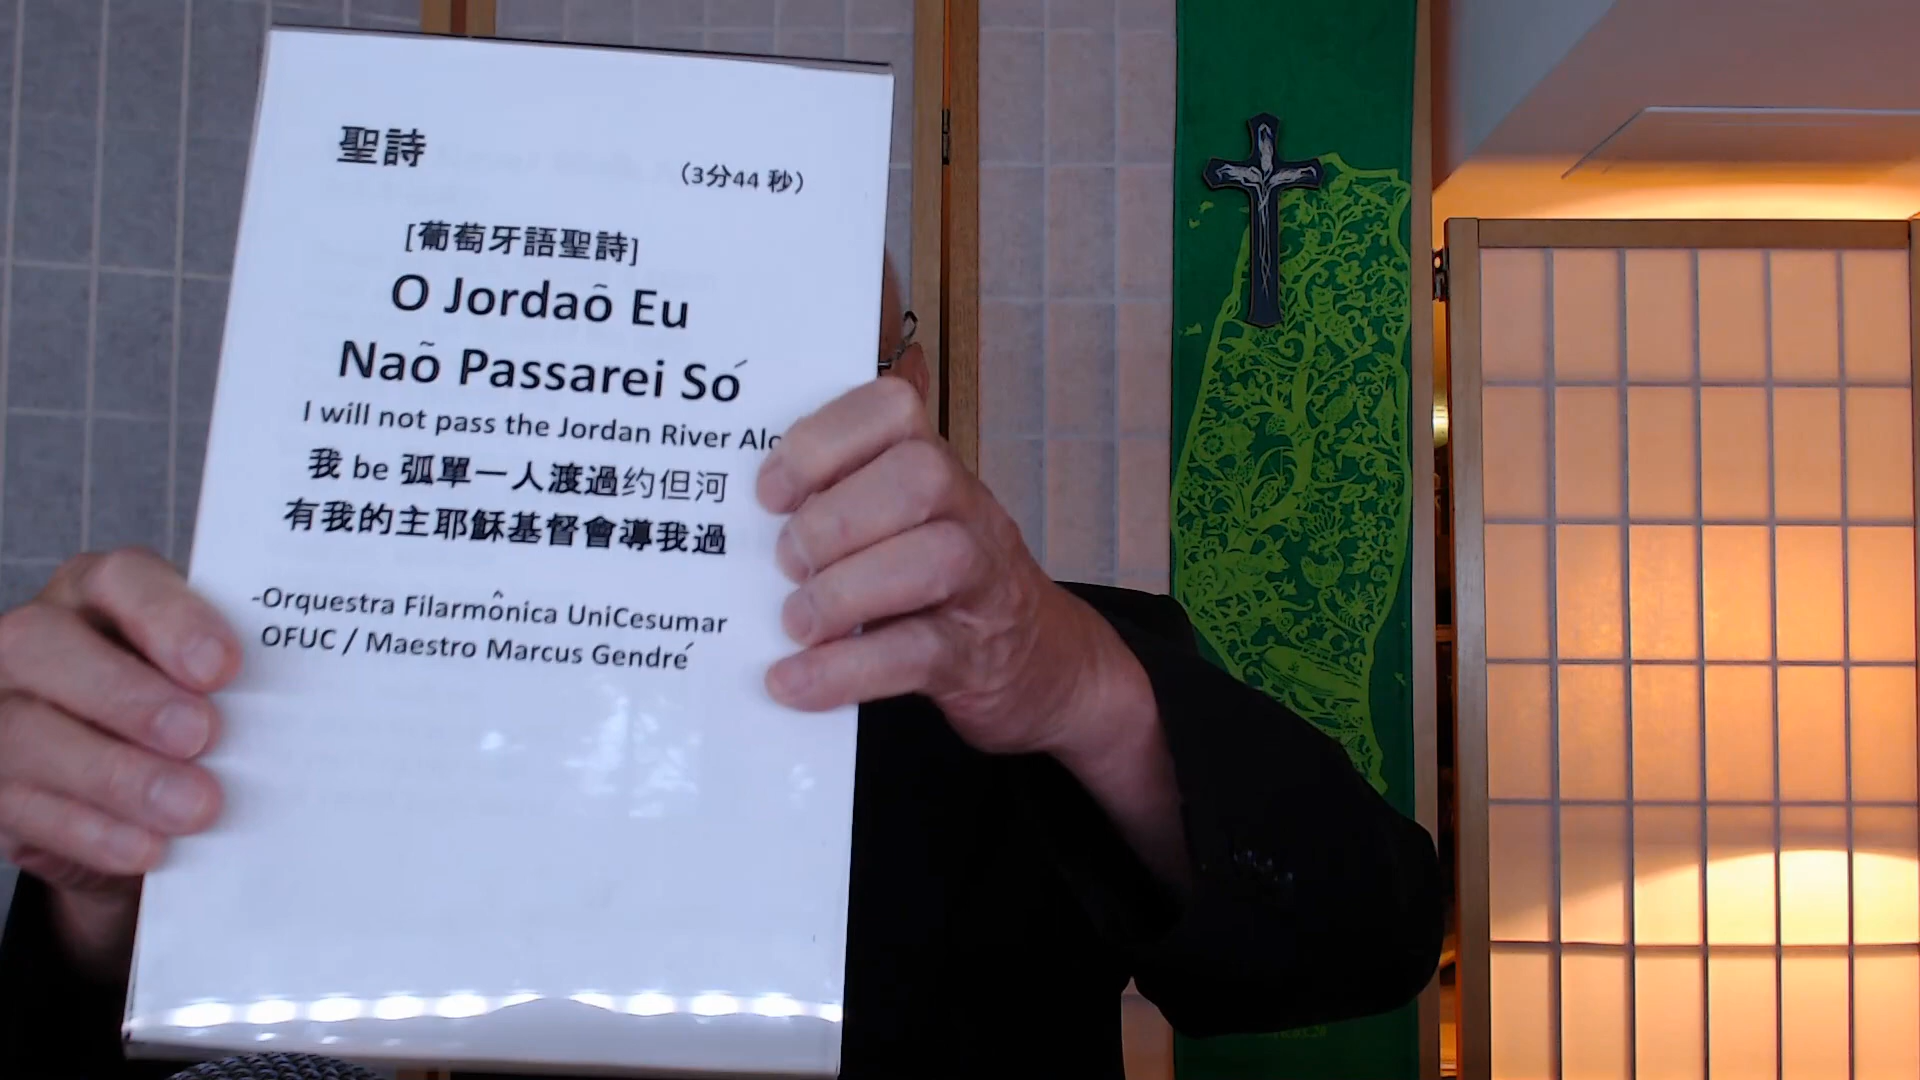 聖詩
（3分44 秒）
[葡萄牙語聖詩]
O Jordaõ Eu
Naõ Passarei Só
I will not pass the Jordan River
我 be 弧單一人渡過约但河
有我的主耶穌基督會導我過
-Orquestra Filarmônica UniCesumar
OFUC / Maestro Marcus Gendré